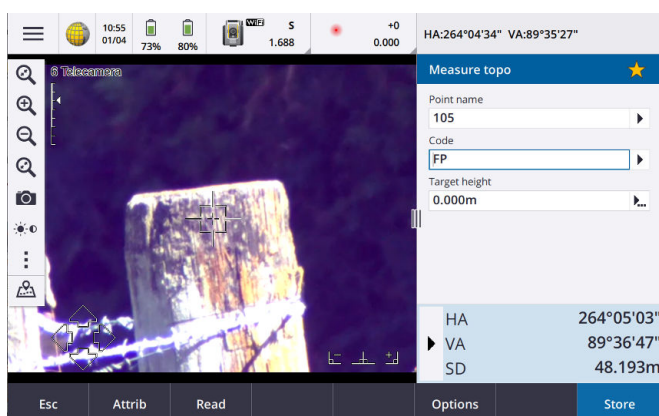 10:55
01/04
73%
80%
WiFi
S
1.688
+0
0.000
HA:264°04'34" VA:89°35'27"
6 Telecamera
Measure topo
Point name
105
Code
FP
Target height
0.000m
HA 264°05'03"
VA 89°36'47"
SD 48.193m
Esc Attrib Read Options Store